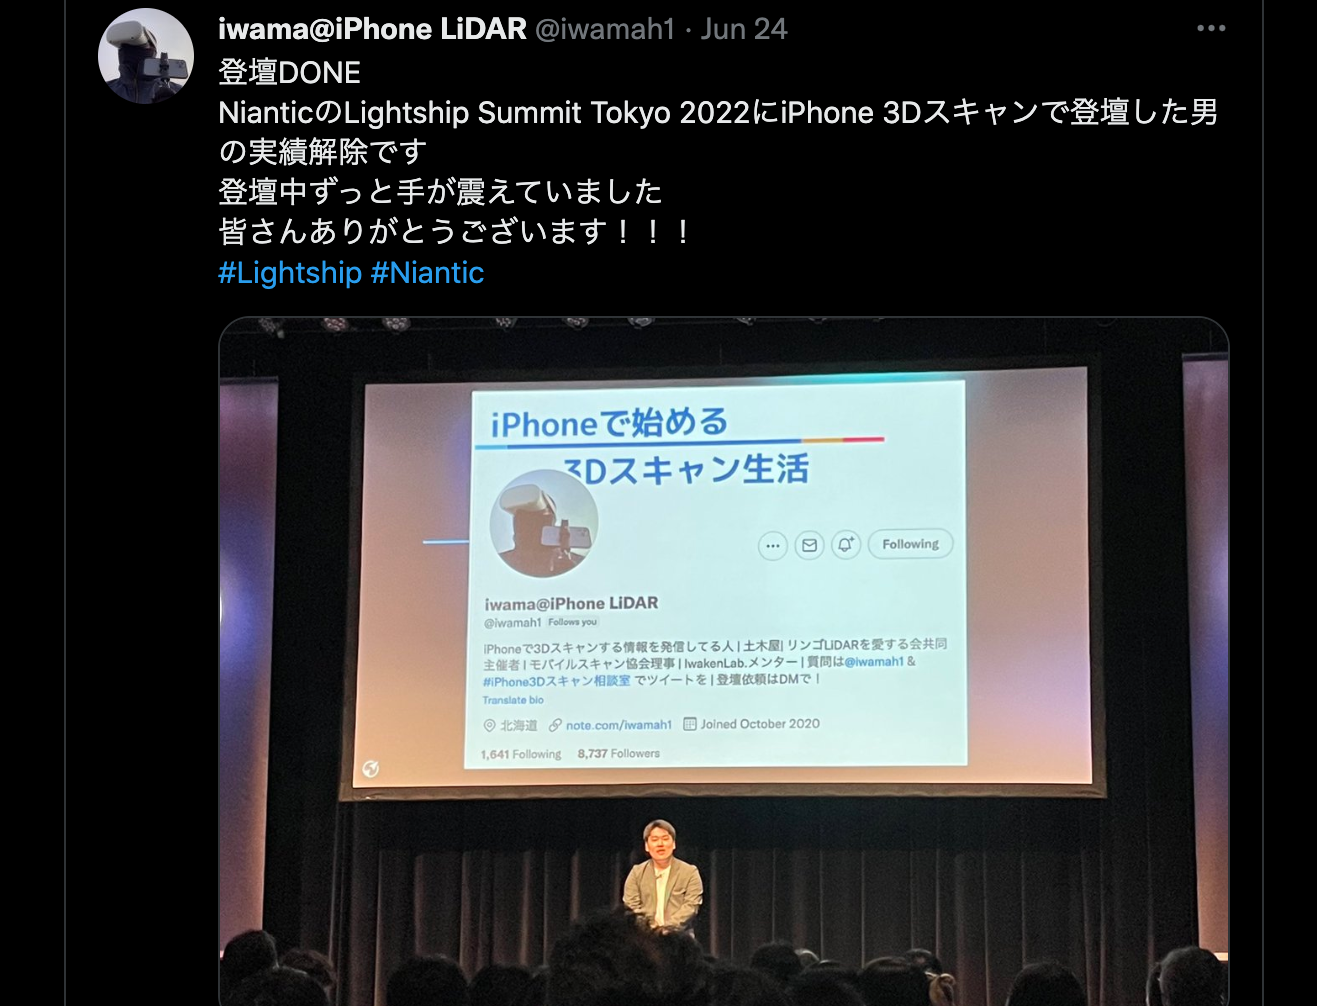 iwama@iPhone LiDAR @iwamah1 · Jun 24
登壇DONE
NianticのLightship Summit Tokyo 2022にiPhone 3Dスキャンで登壇した男
の実績解除です
登壇中ずっと手が震えていました
皆さんありがとうございます！！！
#Lightship #Niantic
iPhoneで始める
3Dスキャン生活
Following
iwama@iPhone LiDAR
@iwamah1 Follows you
iPhoneで3Dスキャンする情報を発信してる人 | 土木屋| リンゴLiDARを愛する会共同
主催者 | モバイルスキャン協会理事 | IwakenLab.メンター | 質問は@iwamah1 &
#iPhone3Dスキャン相談室 でツイートを | 登壇依頼はDMで！
Translate bio
北海道 note.com/iwamah1 Joined October 2020
1,641 Following 8,737 Followers